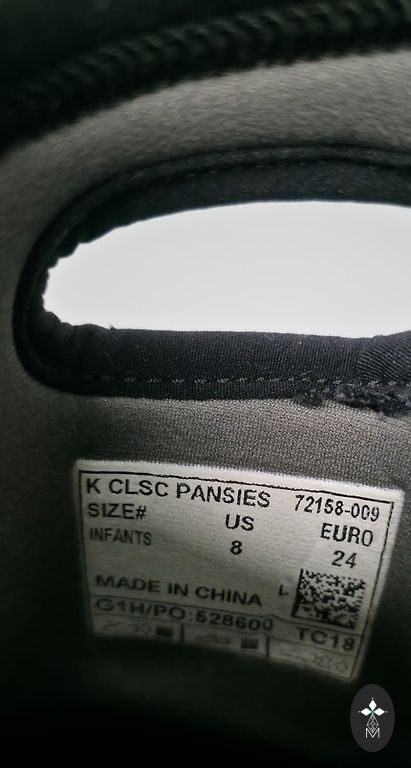 K CLSC PANSIES 72158-009
SIZE# US EURO
INFANTS 8 24
MADE IN CHINA L
G1H/PO:528600 TC18
M